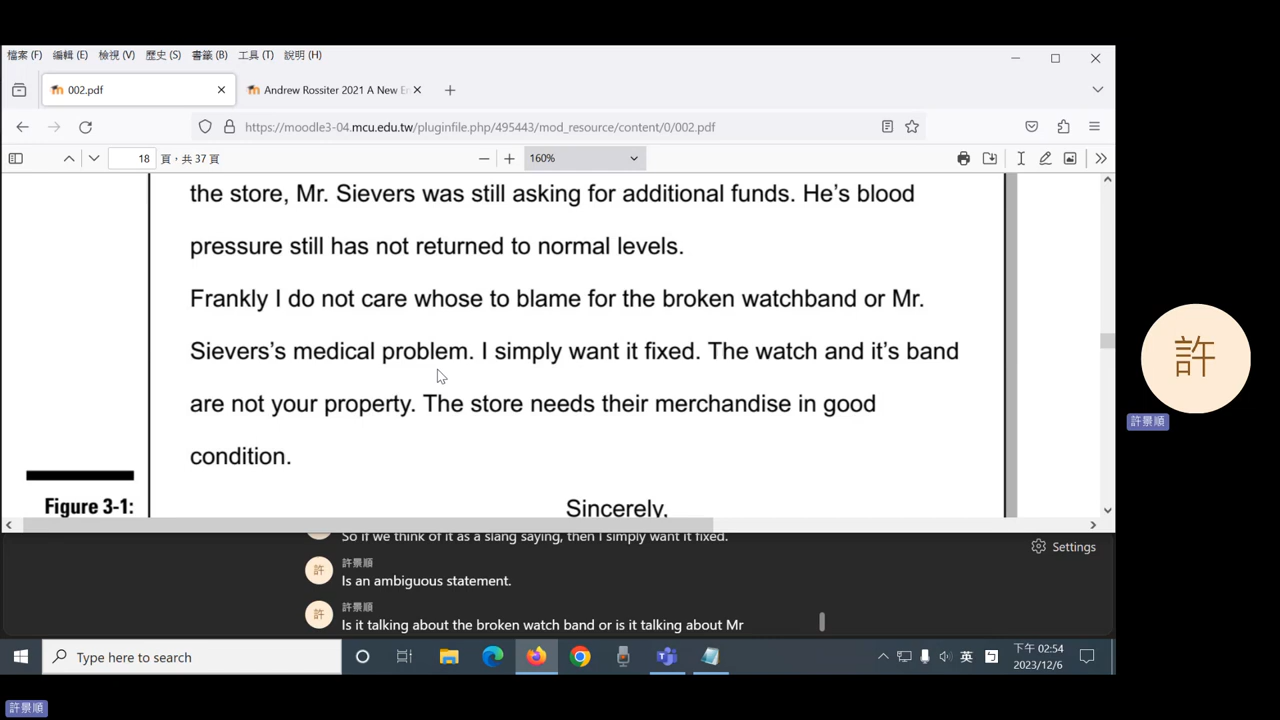 檔案 (F) 編輯 (E) 檢視 (V) 歷史 (S) 書籤 (B) 工具 (T) 說明 (H)
002.pdf
Andrew Rossiter 2021 A New E
https://moodle3-04.mcu.edu.tw/pluginfile.php/495443/mod_resource/content/0/002.pdf
18 頁，共 37 頁
160%
the store, Mr. Sievers was still asking for additional funds. He's blood
pressure still has not returned to normal levels.
Frankly I do not care whose to blame for the broken watchband or Mr.
Sievers's medical problem. I simply want it fixed. The watch and it's band
are not your property. The store needs their merchandise in good
condition.
Figure 3-1:
Sincerely,
許
許景順
So if we think of it as a slang saying, then I simply want it fixed.
Settings
許景順
許
Is an ambiguous statement.
許景順
許
Is it talking about the broken watch band or is it talking about Mr
Type here to search
英
下午 02:54
2023/12/6
許景順